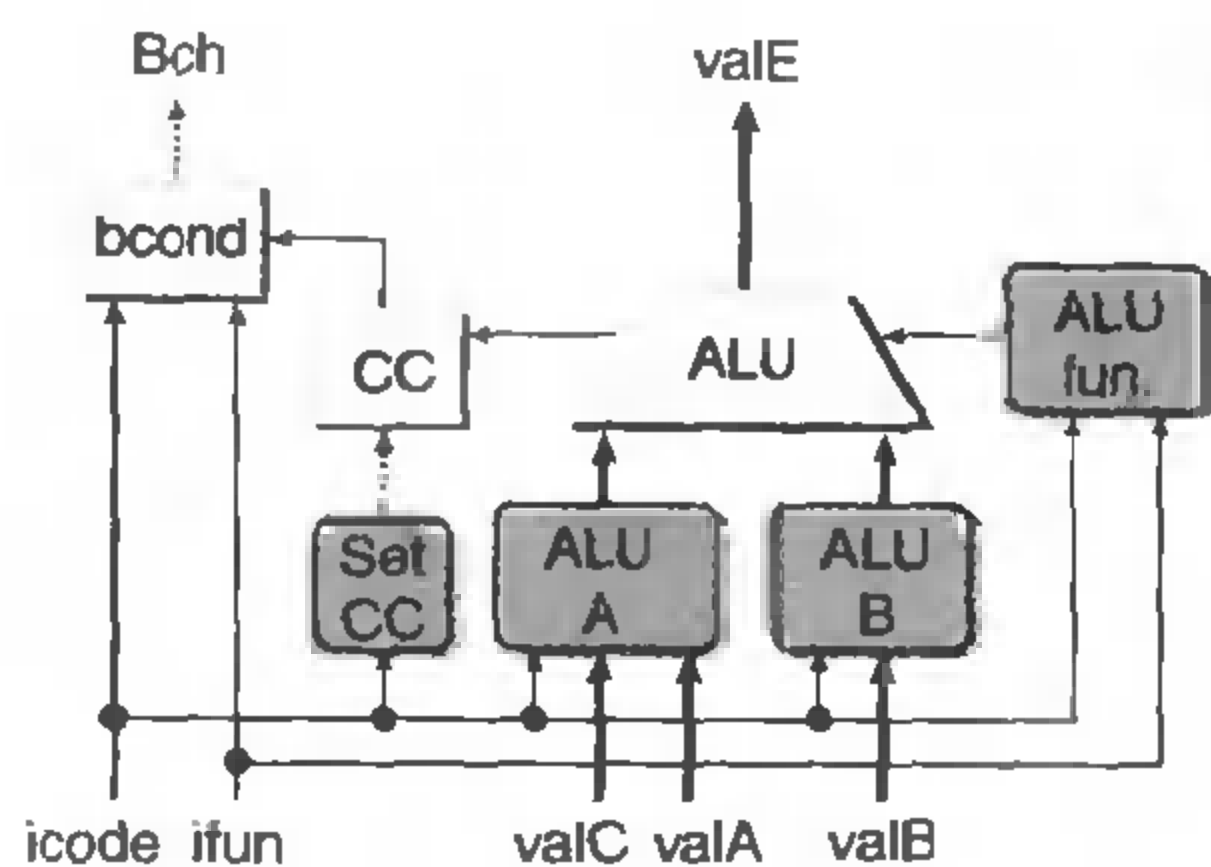 Bch
valE
bcond
CC
ALU
ALU
fun.
Set
CC
ALU
A
ALU
B
icode
ifun
valC
valA
valB